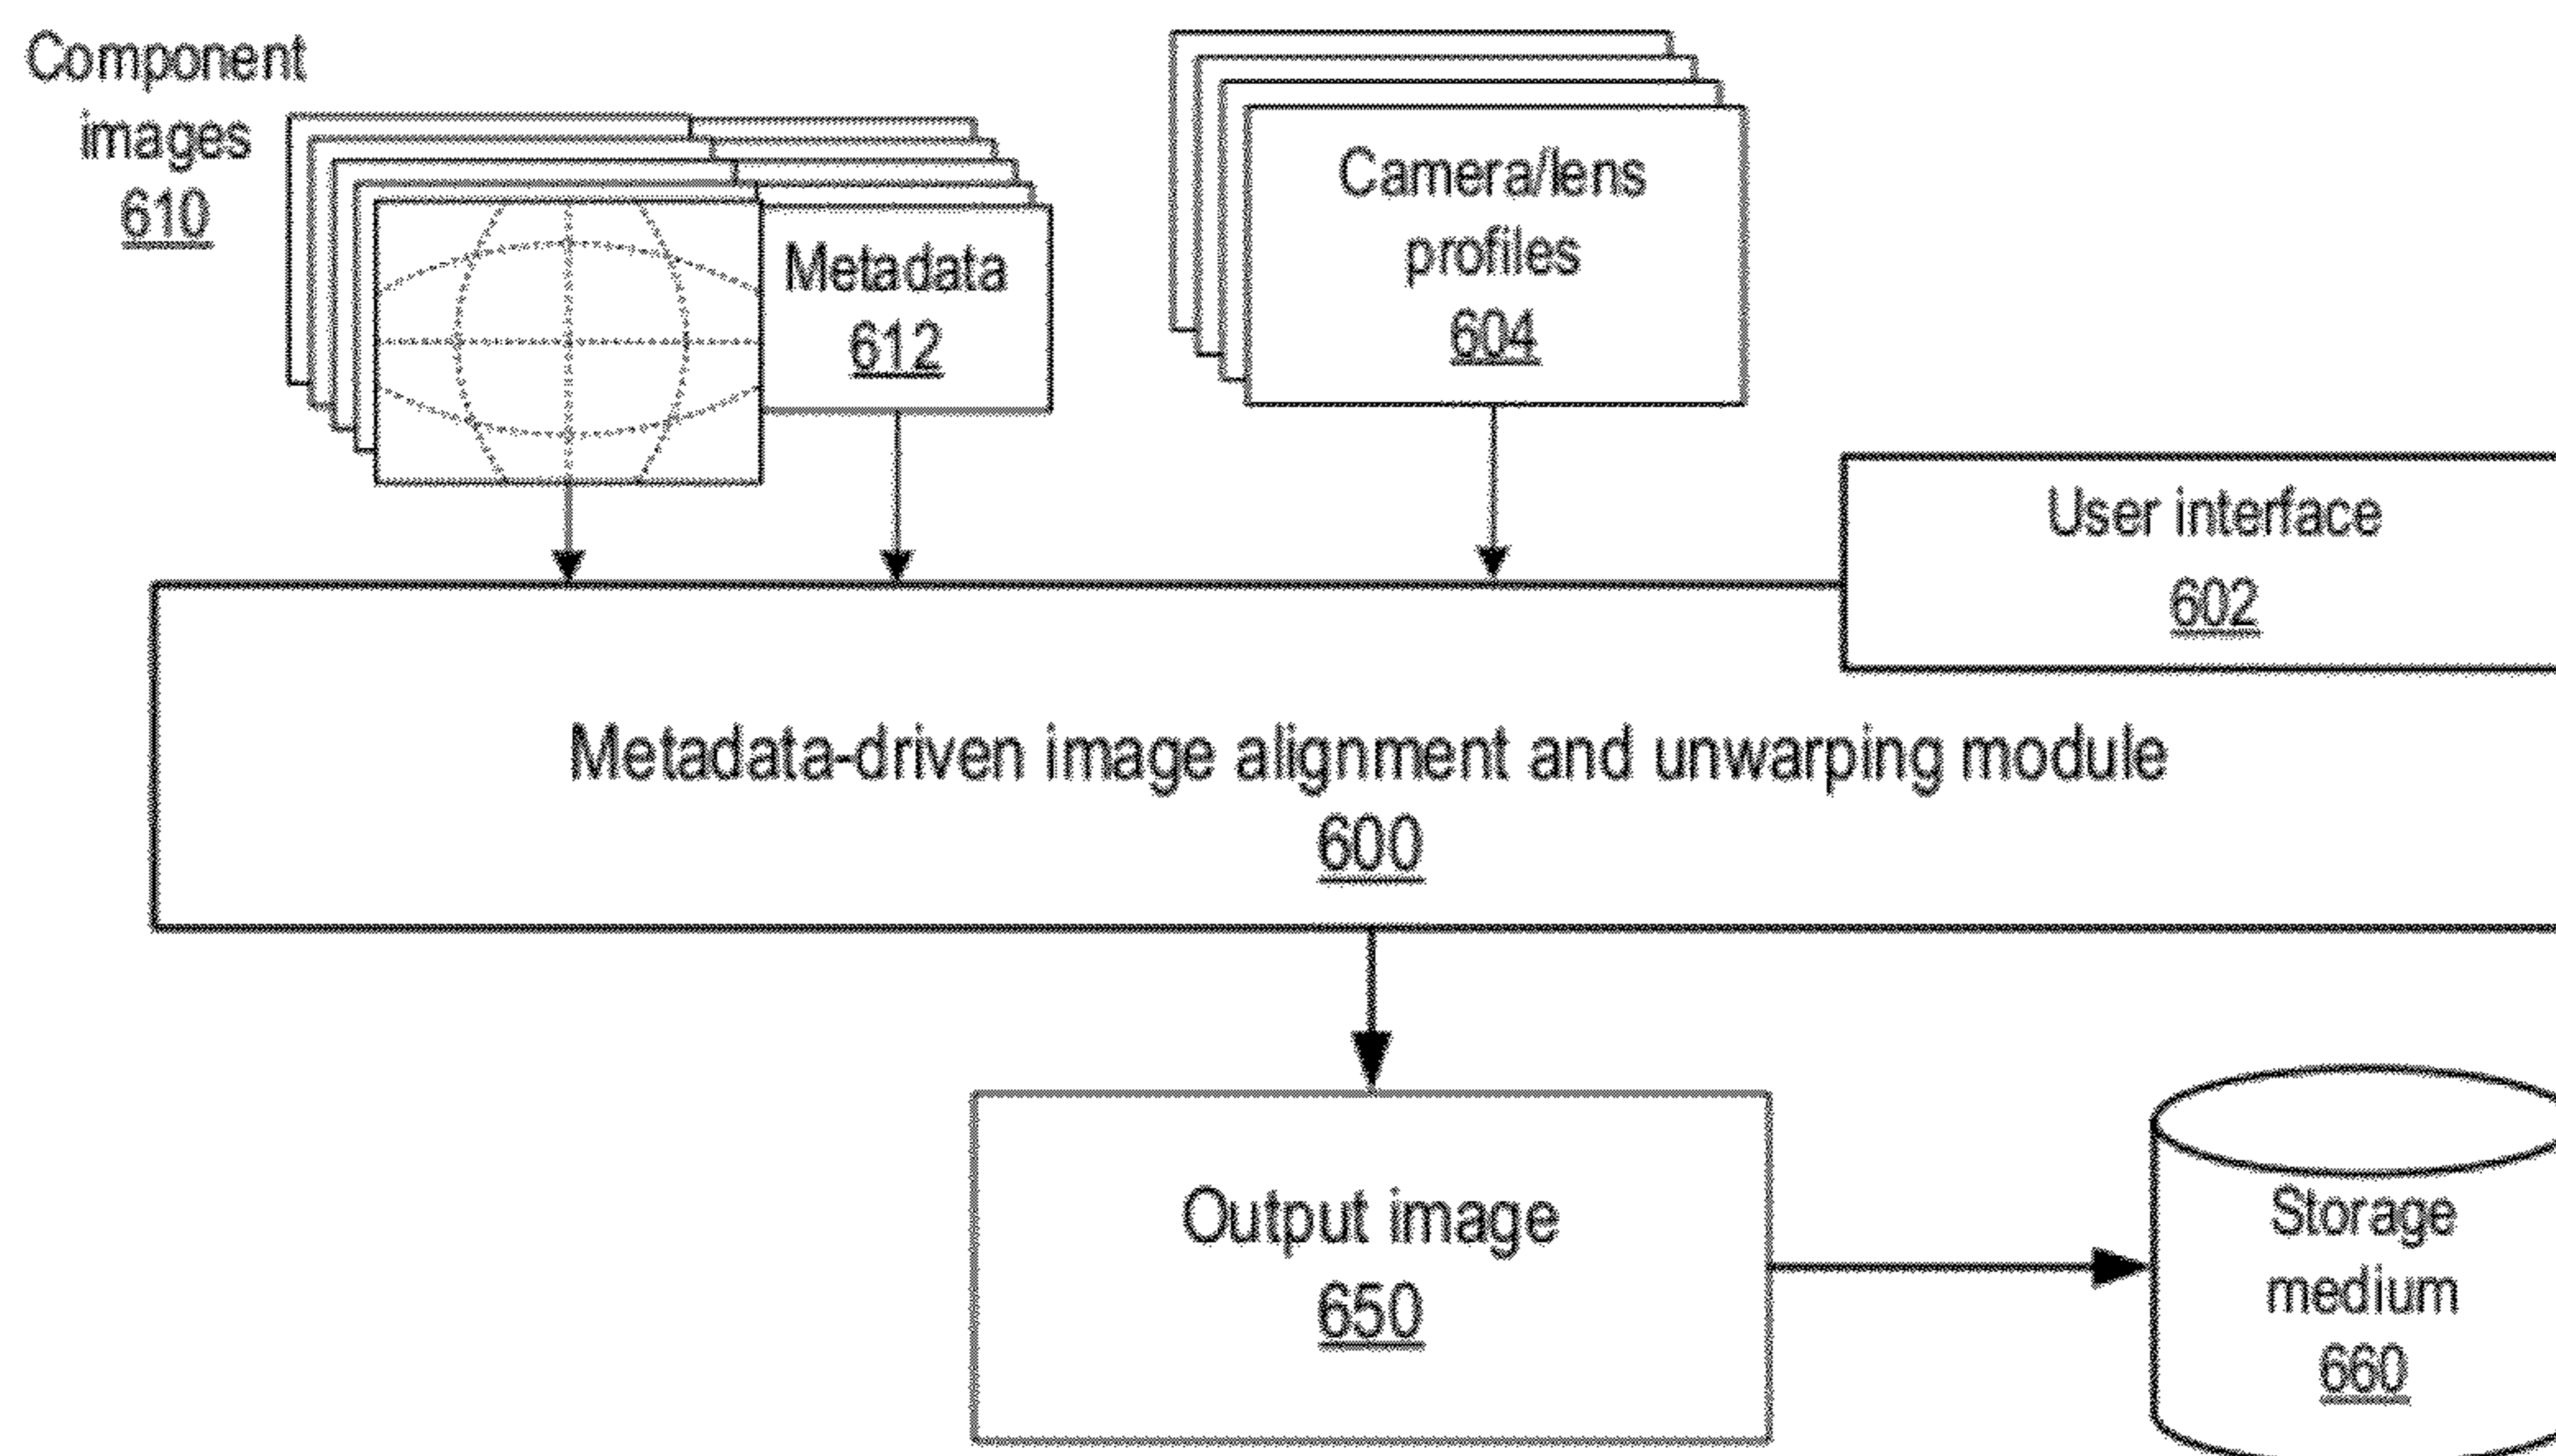 Component
images
610
Metadata
612
Camera/lens
profiles
604
User interface
602
Metadata-driven image alignment and unwarping module
600
Output image
650
Storage
medium
660